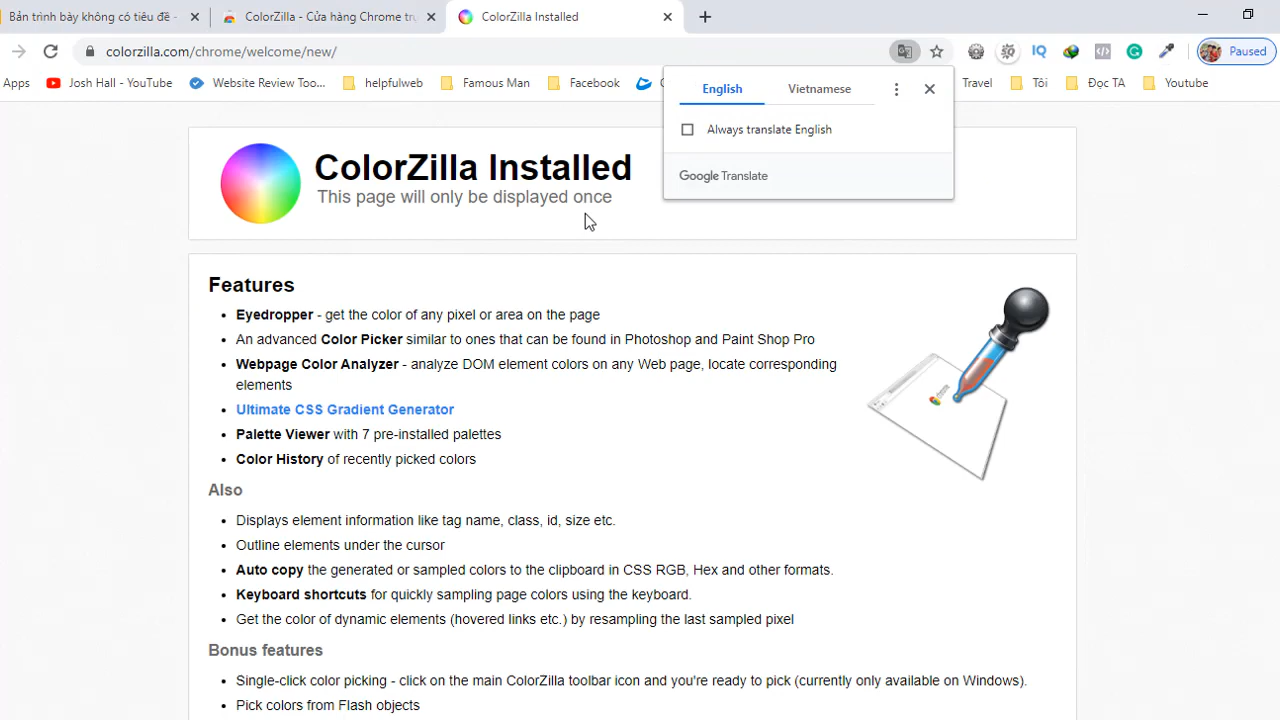 Bản trình bày không có tiêu đề -
ColorZilla - Cửa hàng Chrome trự
ColorZilla Installed
colorzilla.com/chrome/welcome/new/
IQ
Paused
Apps
Josh Hall - YouTube
Website Review Too...
helpfulweb
Famous Man
Facebook
Travel
Tôi
Đọc TA
Youtube
English
Vietnamese
Always translate English
Google Translate
ColorZilla Installed
This page will only be displayed once
Features
Eyedropper - get the color of any pixel or area on the page
An advanced Color Picker similar to ones that can be found in Photoshop and Paint Shop Pro
Webpage Color Analyzer - analyze DOM element colors on any Web page, locate corresponding
elements
Ultimate CSS Gradient Generator
Palette Viewer with 7 pre-installed palettes
Color History of recently picked colors
Also
Displays element information like tag name, class, id, size etc.
Outline elements under the cursor
Auto copy the generated or sampled colors to the clipboard in CSS RGB, Hex and other formats.
Keyboard shortcuts for quickly sampling page colors using the keyboard.
Get the color of dynamic elements (hovered links etc.) by resampling the last sampled pixel
Bonus features
Single-click color picking - click on the main ColorZilla toolbar icon and you're ready to pick (currently only available on Windows).
Pick colors from Flash objects